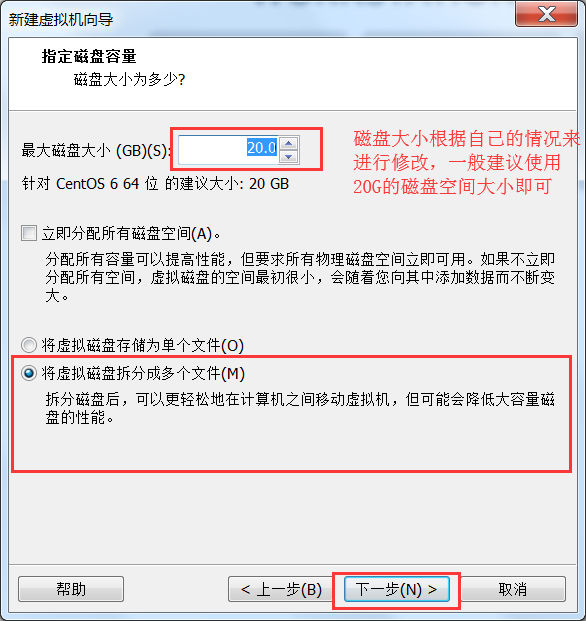 新建虚拟机向导
指定磁盘容量
磁盘大小为多少?
最大磁盘大小 (GB)(S): 20.0
磁盘大小根据自己的情况来
进行修改，一般建议使用
20G的磁盘空间大小即可
针对 CentOS 6 64 位 的建议大小: 20 GB
立即分配所有磁盘空间(A)。
分配所有容量可以提高性能，但要求所有物理磁盘空间立即可用。如果不立即
分配所有空间，虚拟磁盘的空间最初很小，会随着您向其中添加数据而不断变
大。
将虚拟磁盘存储为单个文件(O)
将虚拟磁盘拆分成多个文件(M)
拆分磁盘后，可以更轻松地在计算机之间移动虚拟机，但可能会降低大容量磁
盘的性能。
帮助
< 上一步(B)
下一步(N) >
取消